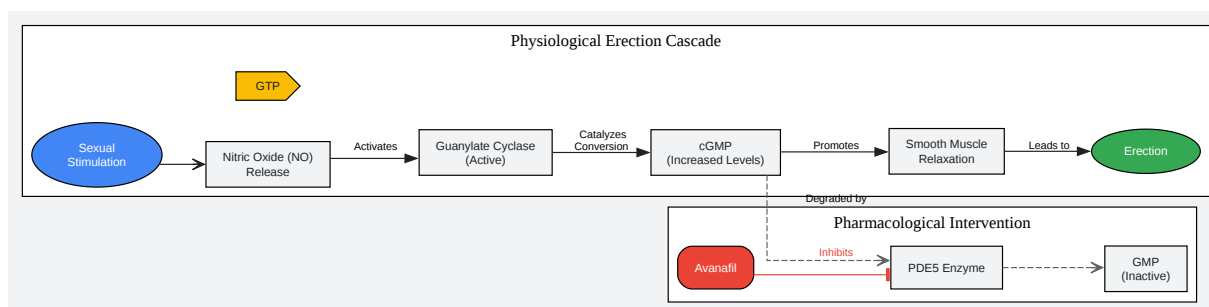 Physiological Erection Cascade
GTP
Sexual
Stimulation
Nitric Oxide (NO)
Release
Activates
Guanylate Cyclase
(Active)
Catalyzes
Conversion
cGMP
(Increased Levels)
Promotes
Smooth Muscle
Relaxation
Leads to
Erection
Degraded by
Pharmacological Intervention
Avanafil
Inhibits
PDE5 Enzyme
GMP
(Inactive)